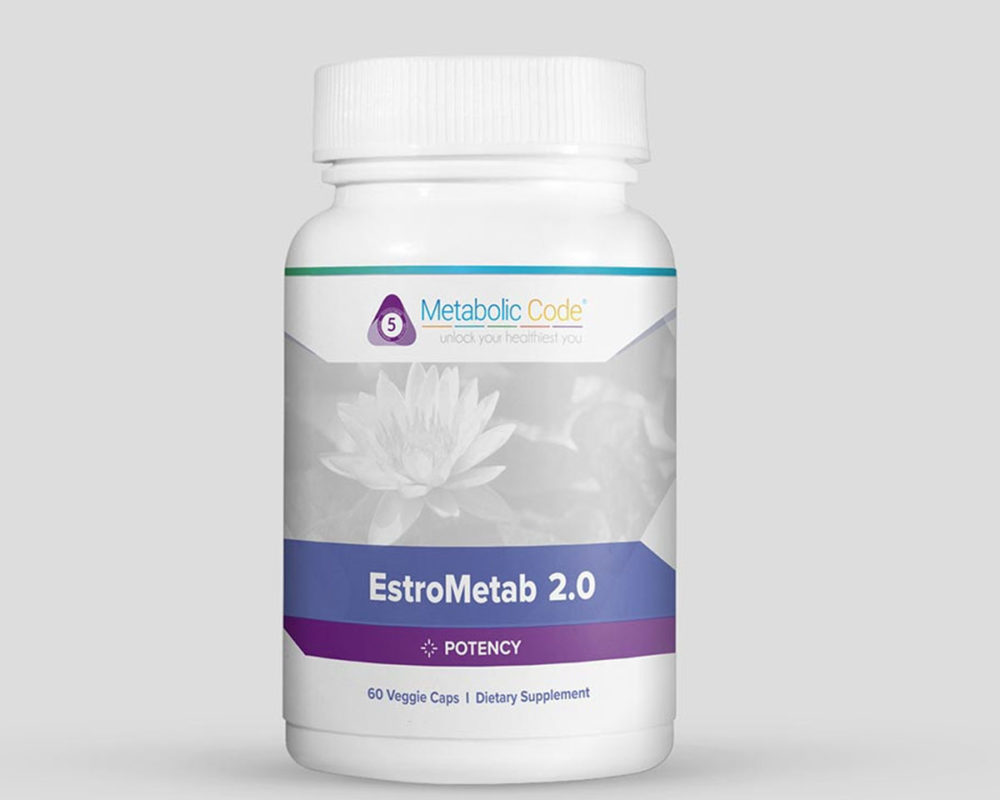 5
Metabolic Code®
unlock your healthiest you
EstroMetab 2.0
POTENCY
60 Veggie Caps | Dietary Supplement